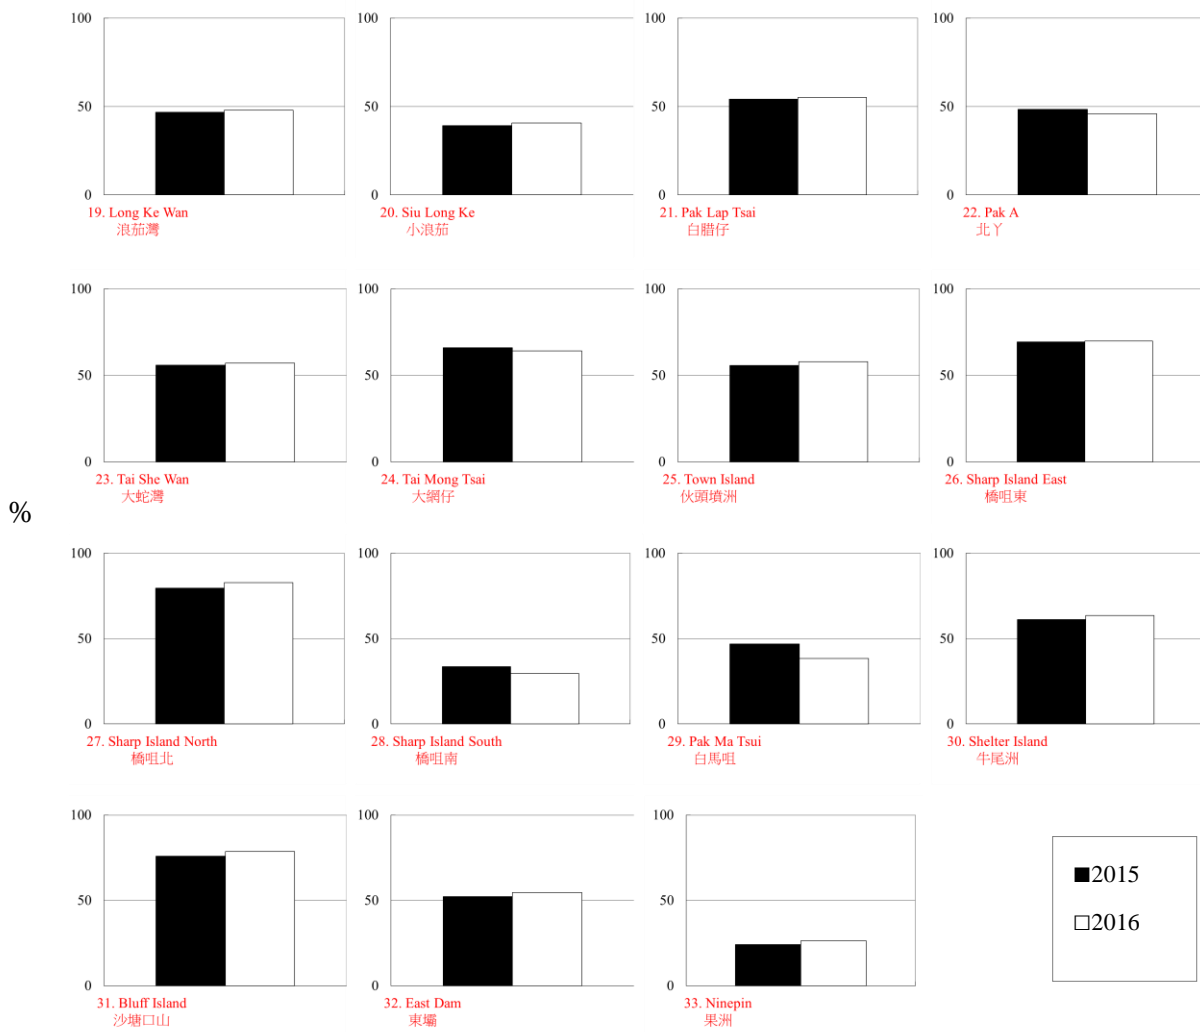 100
50
0
19. Long Ke Wan
浪茄灣
100
50
0
20. Siu Long Ke
小浪茄
100
50
0
21. Pak Lap Tsai
白腊仔
100
50
0
22. Pak A
北丫
100
50
0
23. Tai She Wan
大蛇灣
100
50
0
24. Tai Mong Tsai
大網仔
100
50
0
25. Town Island
伙頭墳洲
100
50
0
26. Sharp Island East
橋咀東
%
100
50
0
27. Sharp Island North
橋咀北
100
50
0
28. Sharp Island South
橋咀南
100
50
0
29. Pak Ma Tsui
白馬咀
100
50
0
30. Shelter Island
牛尾洲
100
50
0
31. Bluff Island
沙塘口山
100
50
0
32. East Dam
東壩
100
50
0
33. Ninepin
果洲
2015
2016